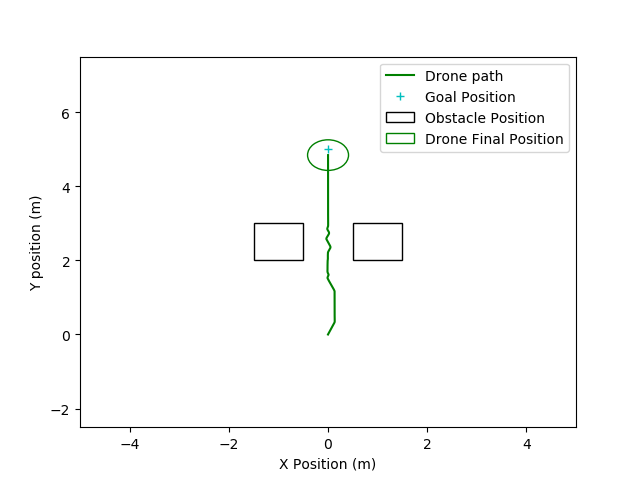 Drone path
Goal Position
Obstacle Position
Drone Final Position
Y position (m)
6
4
2
0
−2
−4
−2
0
2
4
X Position (m)